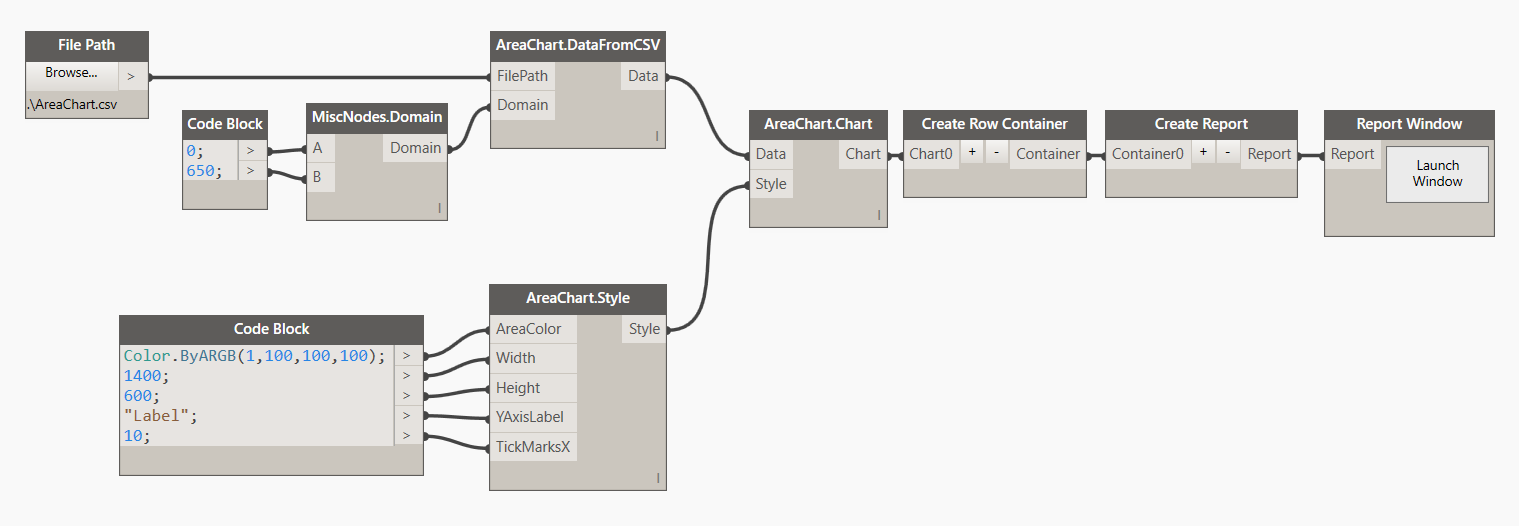 File Path
Browse... >
.\AreaChart.csv
Code Block
0; >
650; >
MiscNodes.Domain
A Domain
B
AreaChart.DataFromCSV
FilePath Data
Domain
Code Block
Color.ByARGB(1,100,100,100); >
1400; >
600; >
"Label"; >
10; >
AreaChart.Style
AreaColor Style
Width
Height
YAxisLabel
TickMarksX
AreaChart.Chart
Data Chart
Style
Create Row Container
Chart0 + - Container
Create Report
Container0 + - Report
Report Window
Report
Launch
Window